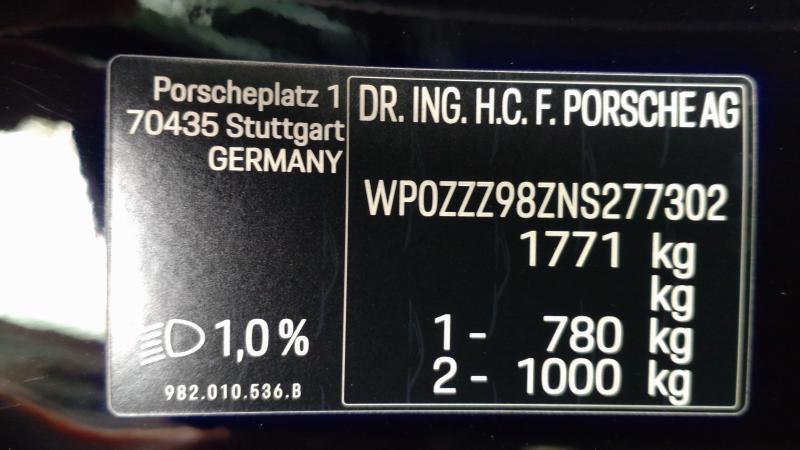 Porscheplatz 1
70435 Stuttgart
GERMANY
1,0 %
982.010.536.B
DR. ING. H.C. F. PORSCHE AG
WP0ZZZ98ZNS277302
1771 kg
kg
1 - 780 kg
2 - 1000 kg